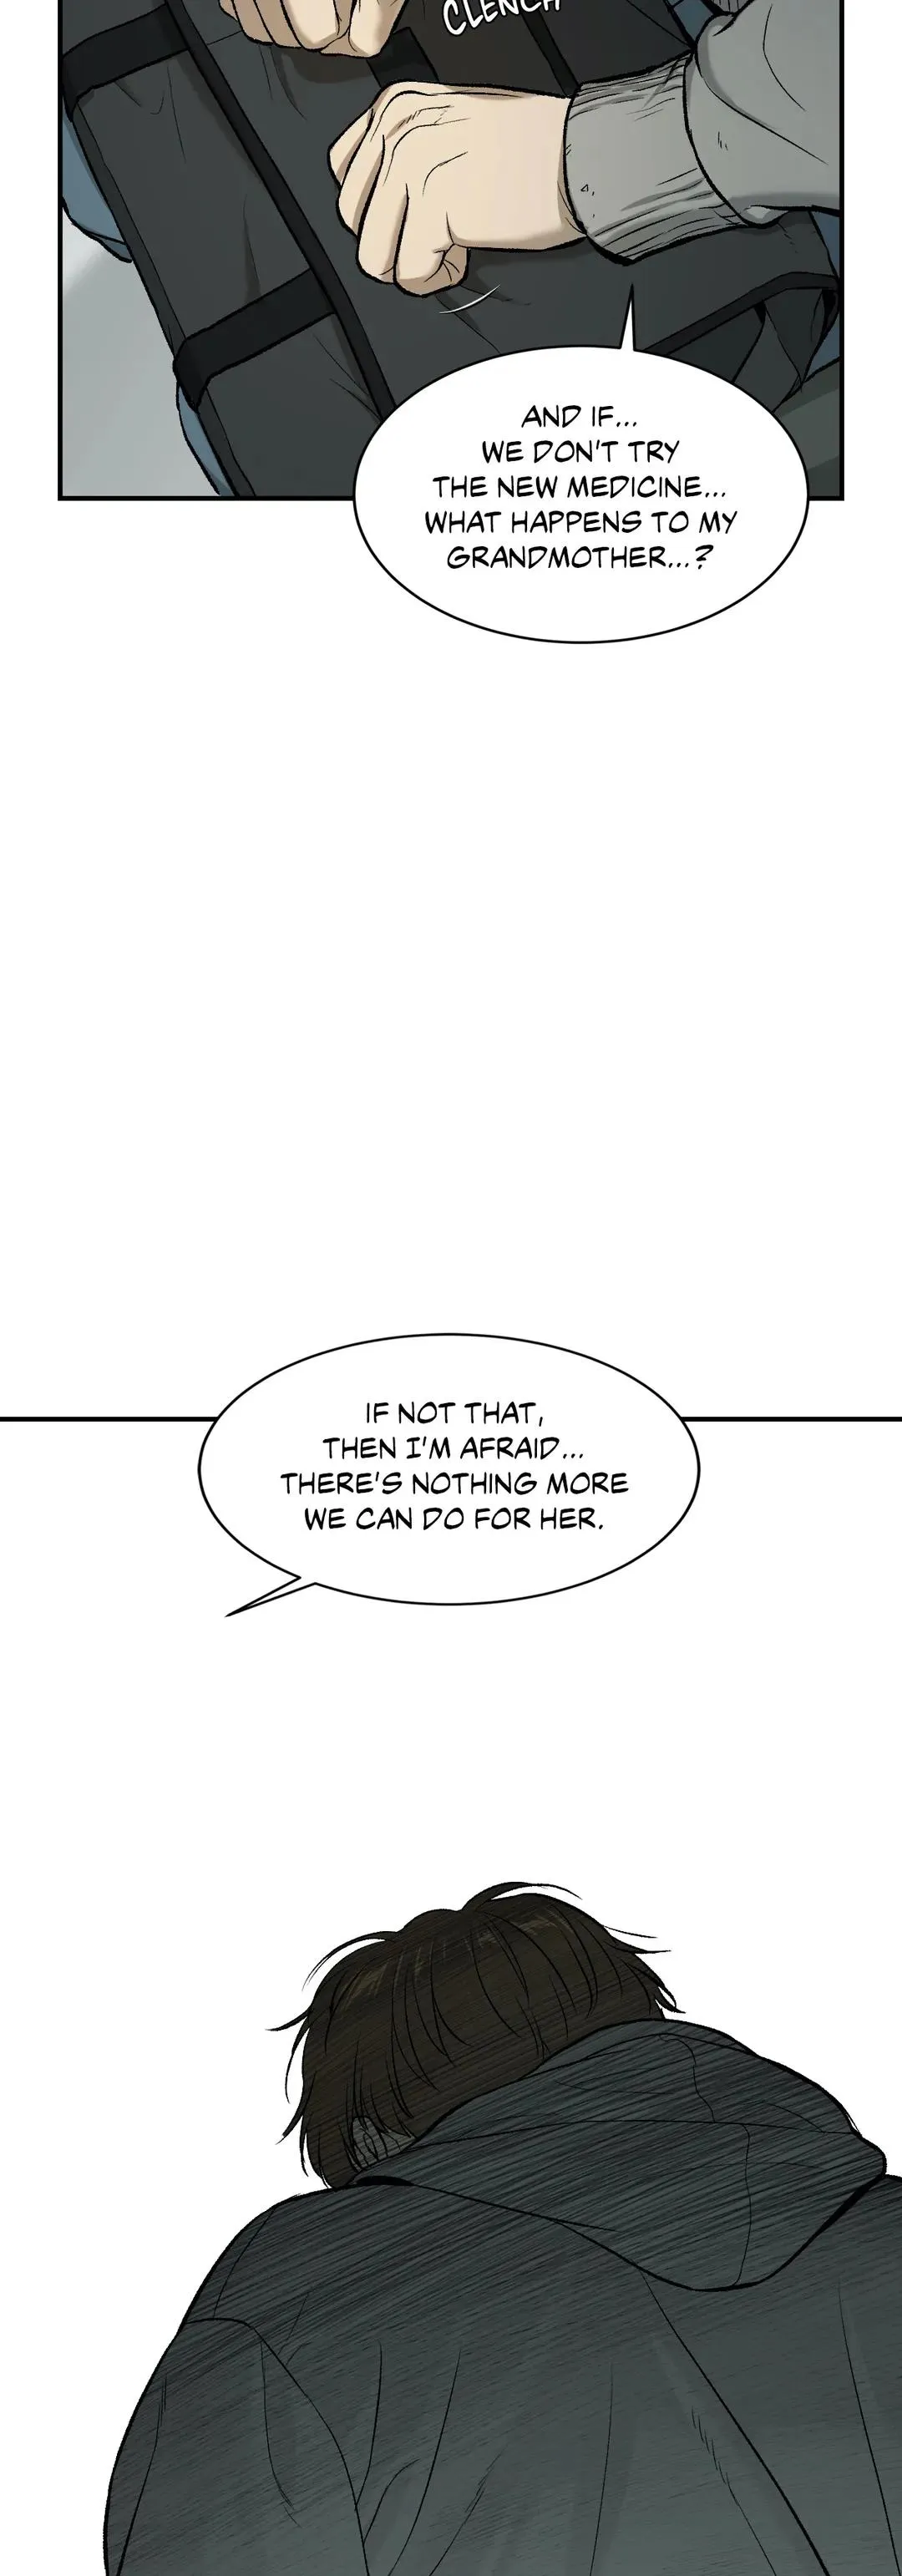 CLENCH
AND IF...
WE DON'T TRY
THE NEW MEDICINE...
WHAT HAPPENS TO MY
GRANDMOTHER...?
IF NOT THAT,
THEN I'M AFRAID...
THERE'S NOTHING MORE
WE CAN DO FOR HER.